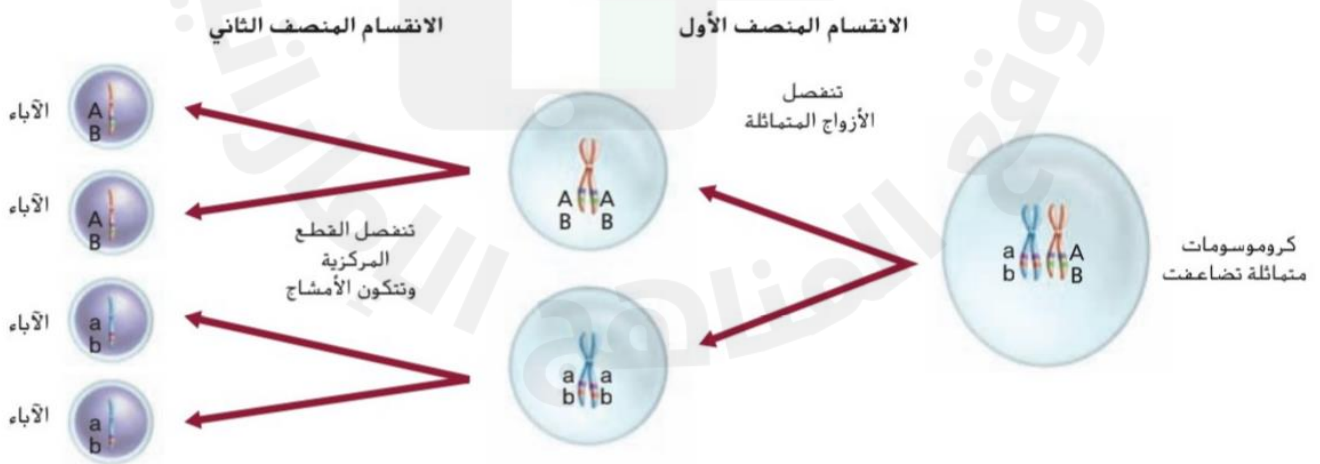 الانقسام المنصف الأول
الانقسام المنصف الثاني
كروموسومات
متماثلة تضاعفت
a A
b B
تنفصل
الأزواج المتماثلة
A A
B B
a a
b b
تنفصل القطع
المركزية
وتتكون الأمشاج
A
B
الآباء
A
B
الآباء
a
b
الآباء
a
b
الآباء